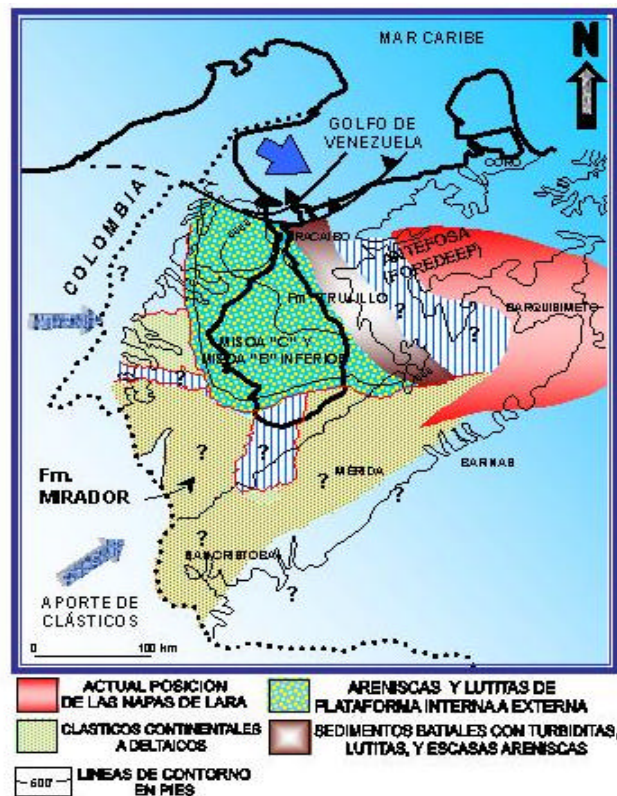 MAR CARIBE
N
GOLFO DE
VENEZUELA
CORO
COLOMBIA
RACAIBO
ANTEFOSA
(FOREDEEP)
?
Fm. TRUJILLO
?
BARQUISIMETO
?
MISOA "C" Y
MISOA "B" INFERIOR
?
?
?
?
MÉRIDA
BARINAS
Fm.
MIRADOR
?
?
?
SAN CRISTOBAL
?
APORTE DE
CLÁSTICOS
0 100 km
ACTUAL POSICIÓN
DE LAS NAPAS DE LARA
ARENISCAS Y LUTITAS DE
PLATAFORMA INTERNA A EXTERNA
CLASTICOS CONTINENTALES
A DELTAICOS
SEDIMENTOS BATIALES CON TURBIDITAS,
LUTITAS, Y ESCASAS ARENISCAS
600'
LINEAS DE CONTORNO
EN PIES